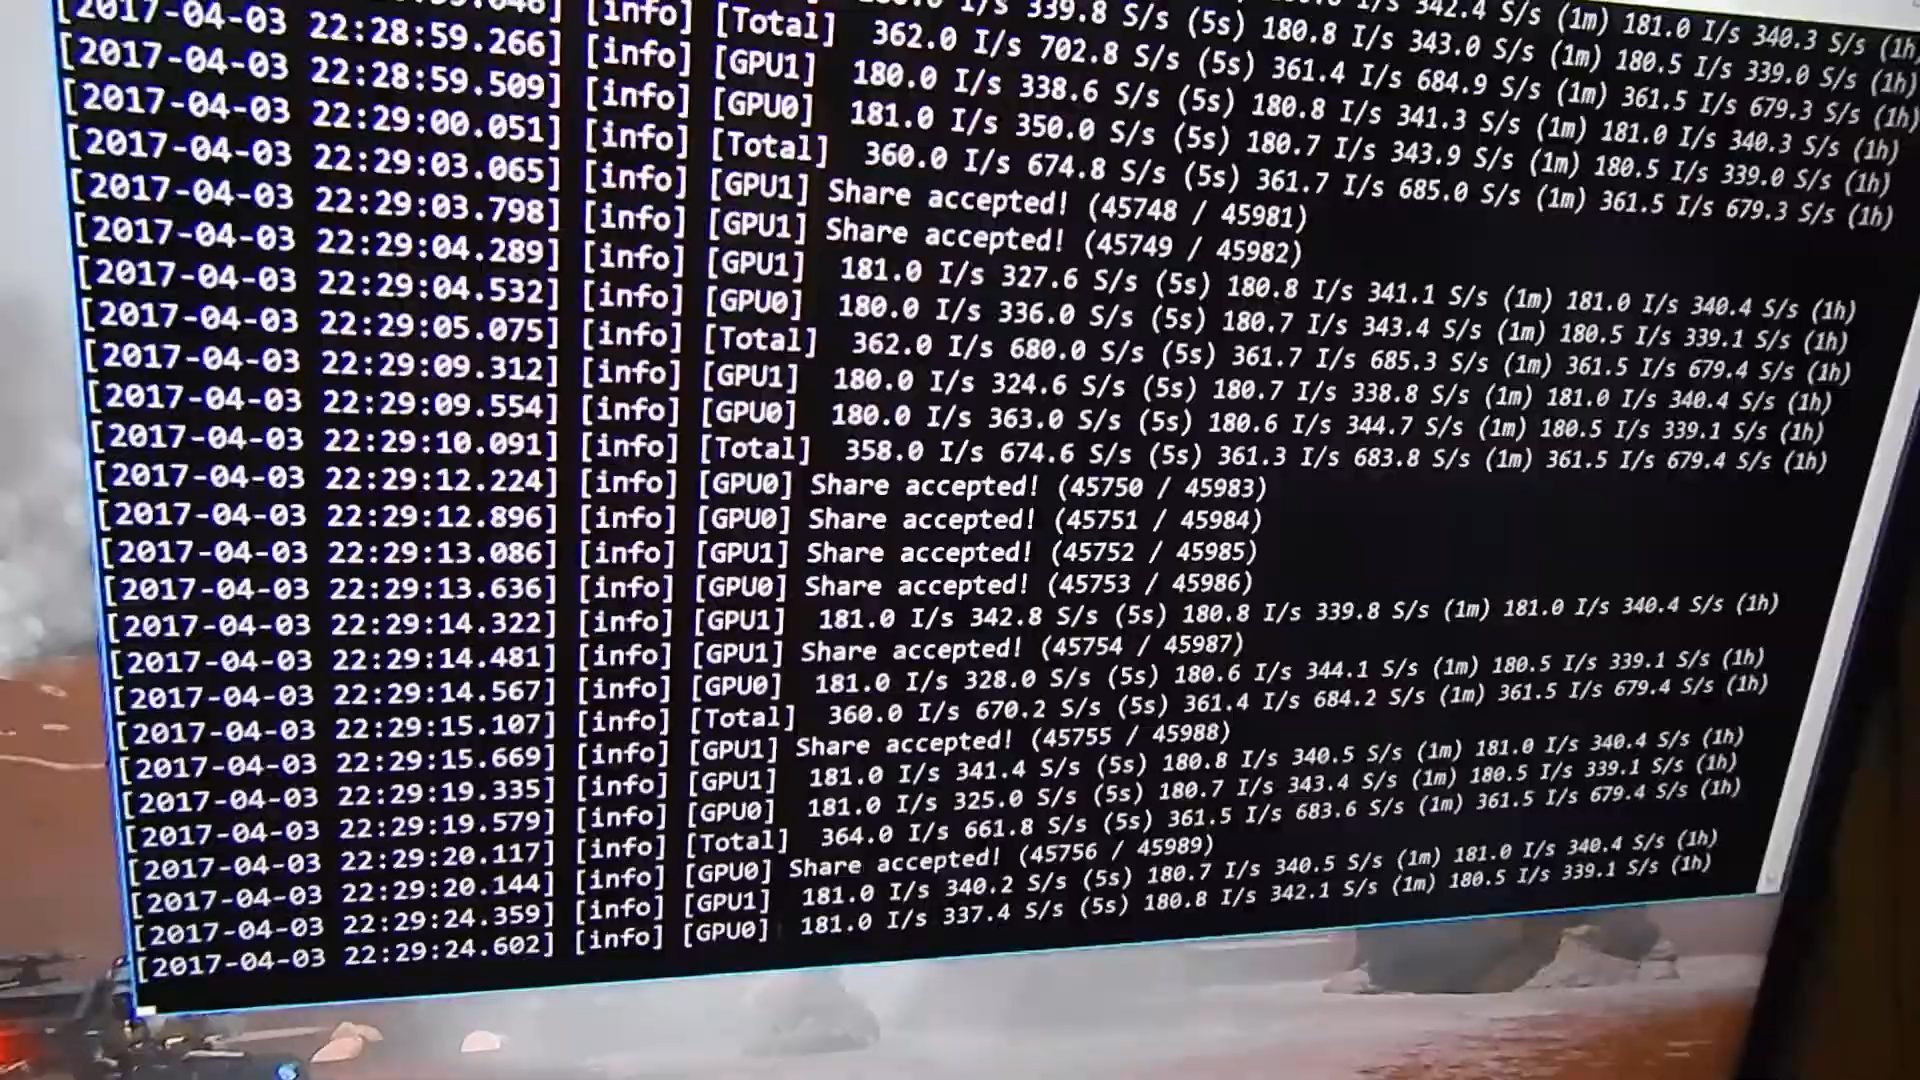 342.4 S/s (1m) 181.0 I/s 340.3 S/s (1h
I/s 339.8 S/s (5s) 180.8 I/s 343.0 S/s (1m) 180.5 I/s 339.0 S/s (1h)
[info] [Total] 362.0 I/s 702.8 S/s (5s) 361.4 I/s 684.9 S/s (1m) 361.5 I/s 679.3 S/s (1h)
[2017-04-03 22:28:59.266] [info] [GPU1] 180.0 I/s 338.6 S/s (5s) 180.8 I/s 341.3 S/s (1m) 181.0 I/s 340.3 S/s (1h)
[2017-04-03 22:28:59.509] [info] [GPU0] 181.0 I/s 350.0 S/s (5s) 180.7 I/s 343.9 S/s (1m) 180.5 I/s 339.0 S/s (1h)
[2017-04-03 22:29:00.051] [info] [Total] 360.0 I/s 674.8 S/s (5s) 361.7 I/s 685.0 S/s (1m) 361.5 I/s 679.3 S/s (1h)
[2017-04-03 22:29:03.065] [info] [GPU1] Share accepted! (45748 / 45981)
[2017-04-03 22:29:03.798] [info] [GPU1] Share accepted! (45749 / 45982)
[2017-04-03 22:29:04.289] [info] [GPU1] 181.0 I/s 327.6 S/s (5s) 180.8 I/s 341.1 S/s (1m) 181.0 I/s 340.4 S/s (1h)
[2017-04-03 22:29:04.532] [info] [GPU0] 180.0 I/s 336.0 S/s (5s) 180.7 I/s 343.4 S/s (1m) 180.5 I/s 339.1 S/s (1h)
[2017-04-03 22:29:05.075] [info] [Total] 362.0 I/s 680.0 S/s (5s) 361.7 I/s 685.3 S/s (1m) 361.5 I/s 679.4 S/s (1h)
[2017-04-03 22:29:09.312] [info] [GPU1] 180.0 I/s 324.6 S/s (5s) 180.7 I/s 338.8 S/s (1m) 181.0 I/s 340.4 S/s (1h)
[2017-04-03 22:29:09.554] [info] [GPU0] 180.0 I/s 363.0 S/s (5s) 180.6 I/s 344.7 S/s (1m) 180.5 I/s 339.1 S/s (1h)
[2017-04-03 22:29:10.091] [info] [Total] 358.0 I/s 674.6 S/s (5s) 361.3 I/s 683.8 S/s (1m) 361.5 I/s 679.4 S/s (1h)
[2017-04-03 22:29:12.224] [info] [GPU0] Share accepted! (45750 / 45983)
[2017-04-03 22:29:12.896] [info] [GPU0] Share accepted! (45751 / 45984)
[2017-04-03 22:29:13.086] [info] [GPU1] Share accepted! (45752 / 45985)
[2017-04-03 22:29:13.636] [info] [GPU0] Share accepted! (45753 / 45986)
[2017-04-03 22:29:14.322] [info] [GPU1] 181.0 I/s 342.8 S/s (5s) 180.8 I/s 339.8 S/s (1m) 181.0 I/s 340.4 S/s (1h)
[2017-04-03 22:29:14.481] [info] [GPU1] Share accepted! (45754 / 45987)
[2017-04-03 22:29:14.567] [info] [GPU0] 181.0 I/s 328.0 S/s (5s) 180.6 I/s 344.1 S/s (1m) 180.5 I/s 339.1 S/s (1h)
[2017-04-03 22:29:15.107] [info] [Total] 360.0 I/s 670.2 S/s (5s) 361.4 I/s 684.2 S/s (1m) 361.5 I/s 679.4 S/s (1h)
[2017-04-03 22:29:15.669] [info] [GPU1] Share accepted! (45755 / 45988)
[2017-04-03 22:29:19.335] [info] [GPU1] 181.0 I/s 341.4 S/s (5s) 180.8 I/s 340.5 S/s (1m) 181.0 I/s 340.4 S/s (1h)
[2017-04-03 22:29:19.579] [info] [GPU0] 181.0 I/s 325.0 S/s (5s) 180.7 I/s 343.4 S/s (1m) 180.5 I/s 339.1 S/s (1h)
[2017-04-03 22:29:20.117] [info] [Total] 364.0 I/s 661.8 S/s (5s) 361.5 I/s 683.6 S/s (1m) 361.5 I/s 679.4 S/s (1h)
[2017-04-03 22:29:20.144] [info] [GPU0] Share accepted! (45756 / 45989)
[2017-04-03 22:29:24.359] [info] [GPU1] 181.0 I/s 340.2 S/s (5s) 180.7 I/s 340.5 S/s (1m) 181.0 I/s 340.4 S/s (1h)
[2017-04-03 22:29:24.602] [info] [GPU0] 181.0 I/s 337.4 S/s (5s) 180.8 I/s 342.1 S/s (1m) 180.5 I/s 339.1 S/s (1h)